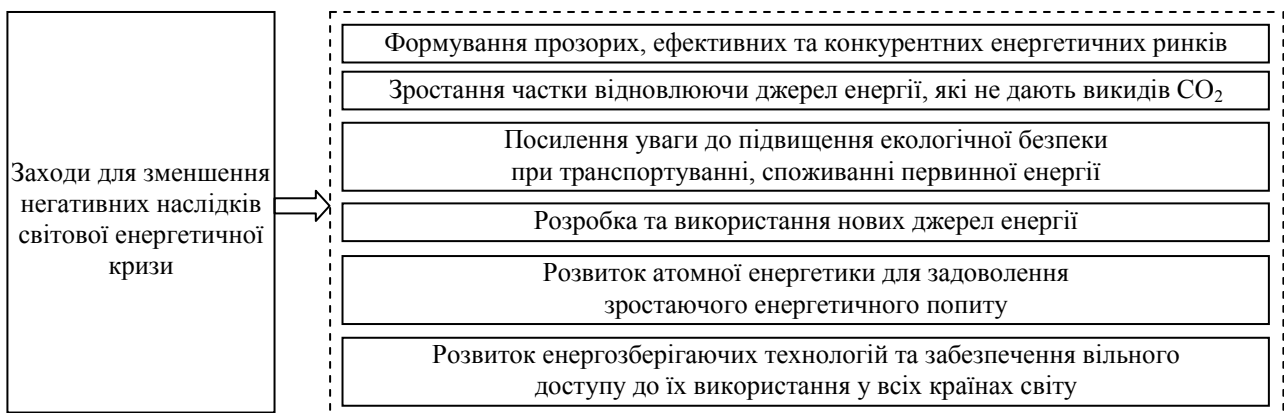 Заходи для зменшення
негативних наслідків
світової енергетичної
кризи
Формування прозорих, ефективних та конкурентних енергетичних ринків
Зростання частки відновлюючи джерел енергії, які не дають викидів CO₂
Посилення уваги до підвищення екологічної безпеки
при транспортуванні, споживанні первинної енергії
Розробка та використання нових джерел енергії
Розвиток атомної енергетики для задоволення
зростаючого енергетичного попиту
Розвиток енергозберігаючих технологій та забезпечення вільного
доступу до їх використання у всіх країнах світу